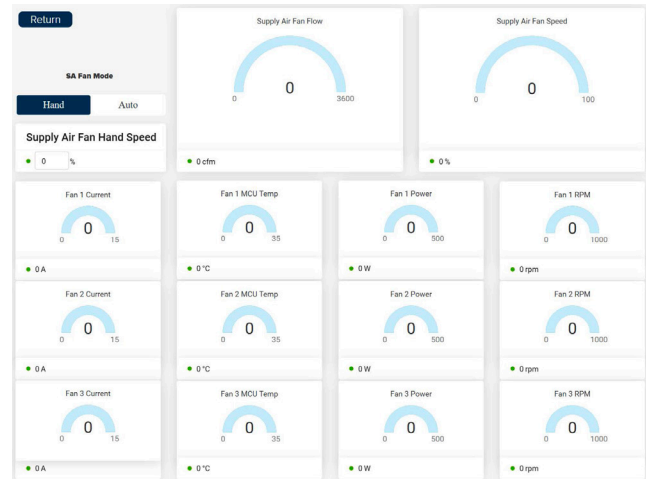 Return
SA Fan Mode
Hand Auto
Supply Air Fan Hand Speed
0 %
Supply Air Fan Flow
0
0 3600
0 cfm
Supply Air Fan Speed
0
0 100
0 %
Fan 1 Current
0
0 15
0 A
Fan 1 MCU Temp
0
0 35
0 °C
Fan 1 Power
0
0 500
0 W
Fan 1 RPM
0
0 1000
0 rpm
Fan 2 Current
0
0 15
0 A
Fan 2 MCU Temp
0
0 35
0 °C
Fan 2 Power
0
0 500
0 W
Fan 2 RPM
0
0 1000
0 rpm
Fan 3 Current
0
0 15
0 A
Fan 3 MCU Temp
0
0 35
0 °C
Fan 3 Power
0
0 500
0 W
Fan 3 RPM
0
0 1000
0 rpm